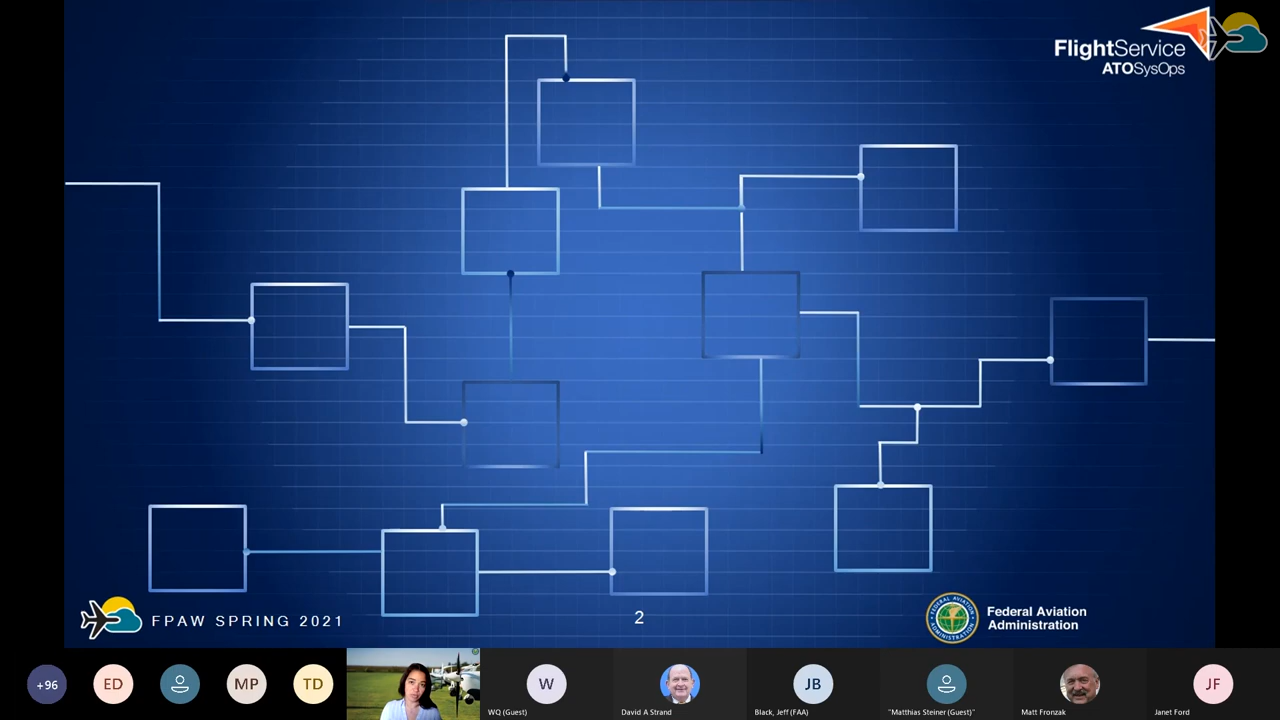 FlightService
ATOSysOps
FPAW SPRING 2021
2
Federal Aviation
Administration
+96
ED
MP
TD
W
JB
JF
WQ (Guest)
David A Strand
Black, Jeff (FAA)
"Matthias Steiner (Guest)"
Matt Fronzak
Janet Ford